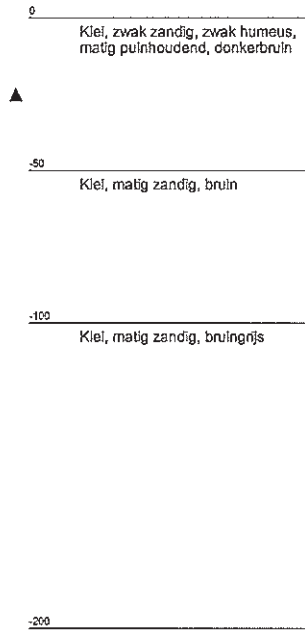 0
Klei, zwak zandig, zwak humeus,
matig puinhoudend, donkerbruin
-50
Klei, matig zandig, bruin
-100
Klei, matig zandig, bruingrijs
-200